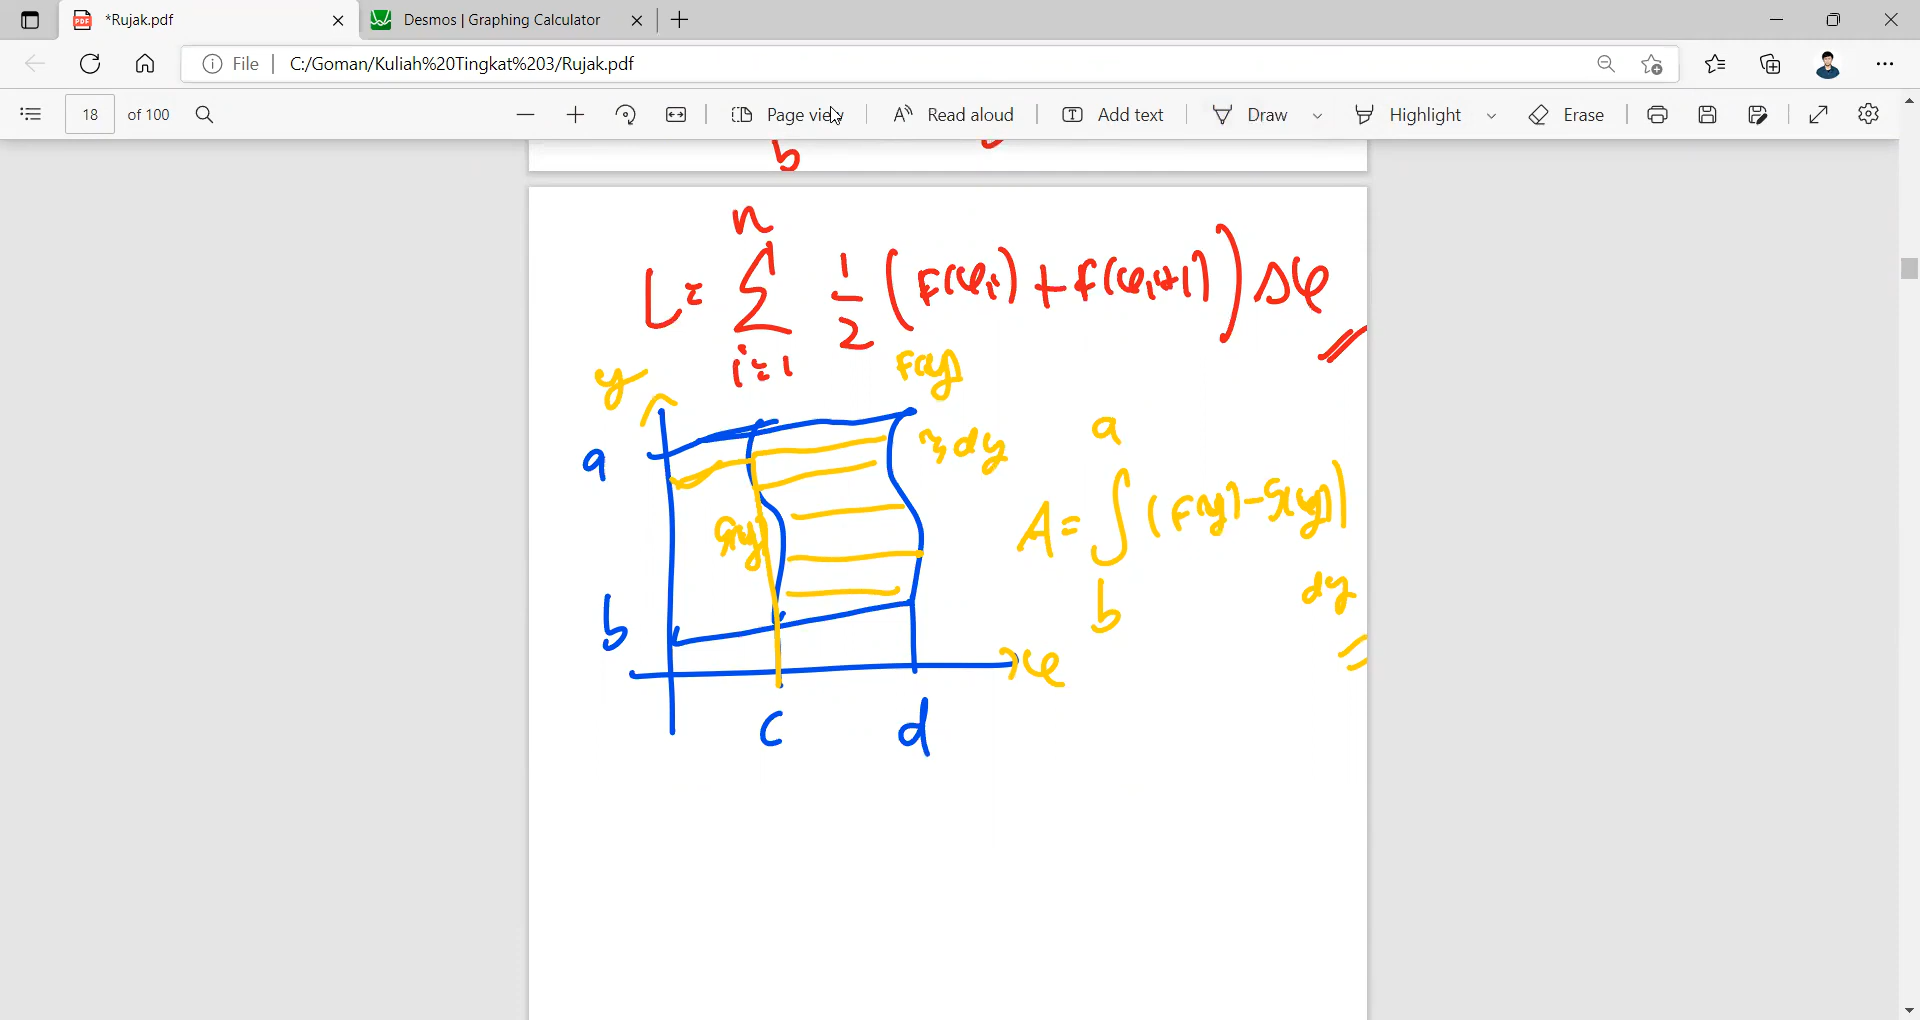 *Rujak.pdf
Desmos | Graphing Calculator
File
C:/Goman/Kuliah%20Tingkat%203/Rujak.pdf
18 of 100
Page view
Read aloud
Add text
Draw
Highlight
Erase
b
n
L = ∑ 1/2 (f(xi) + f(xi+1)) Δx
i=1
y
f(y)
a
dy
a
g(y)
A = ∫ (f(y) - g(y))
dy
b
b
x
c
d